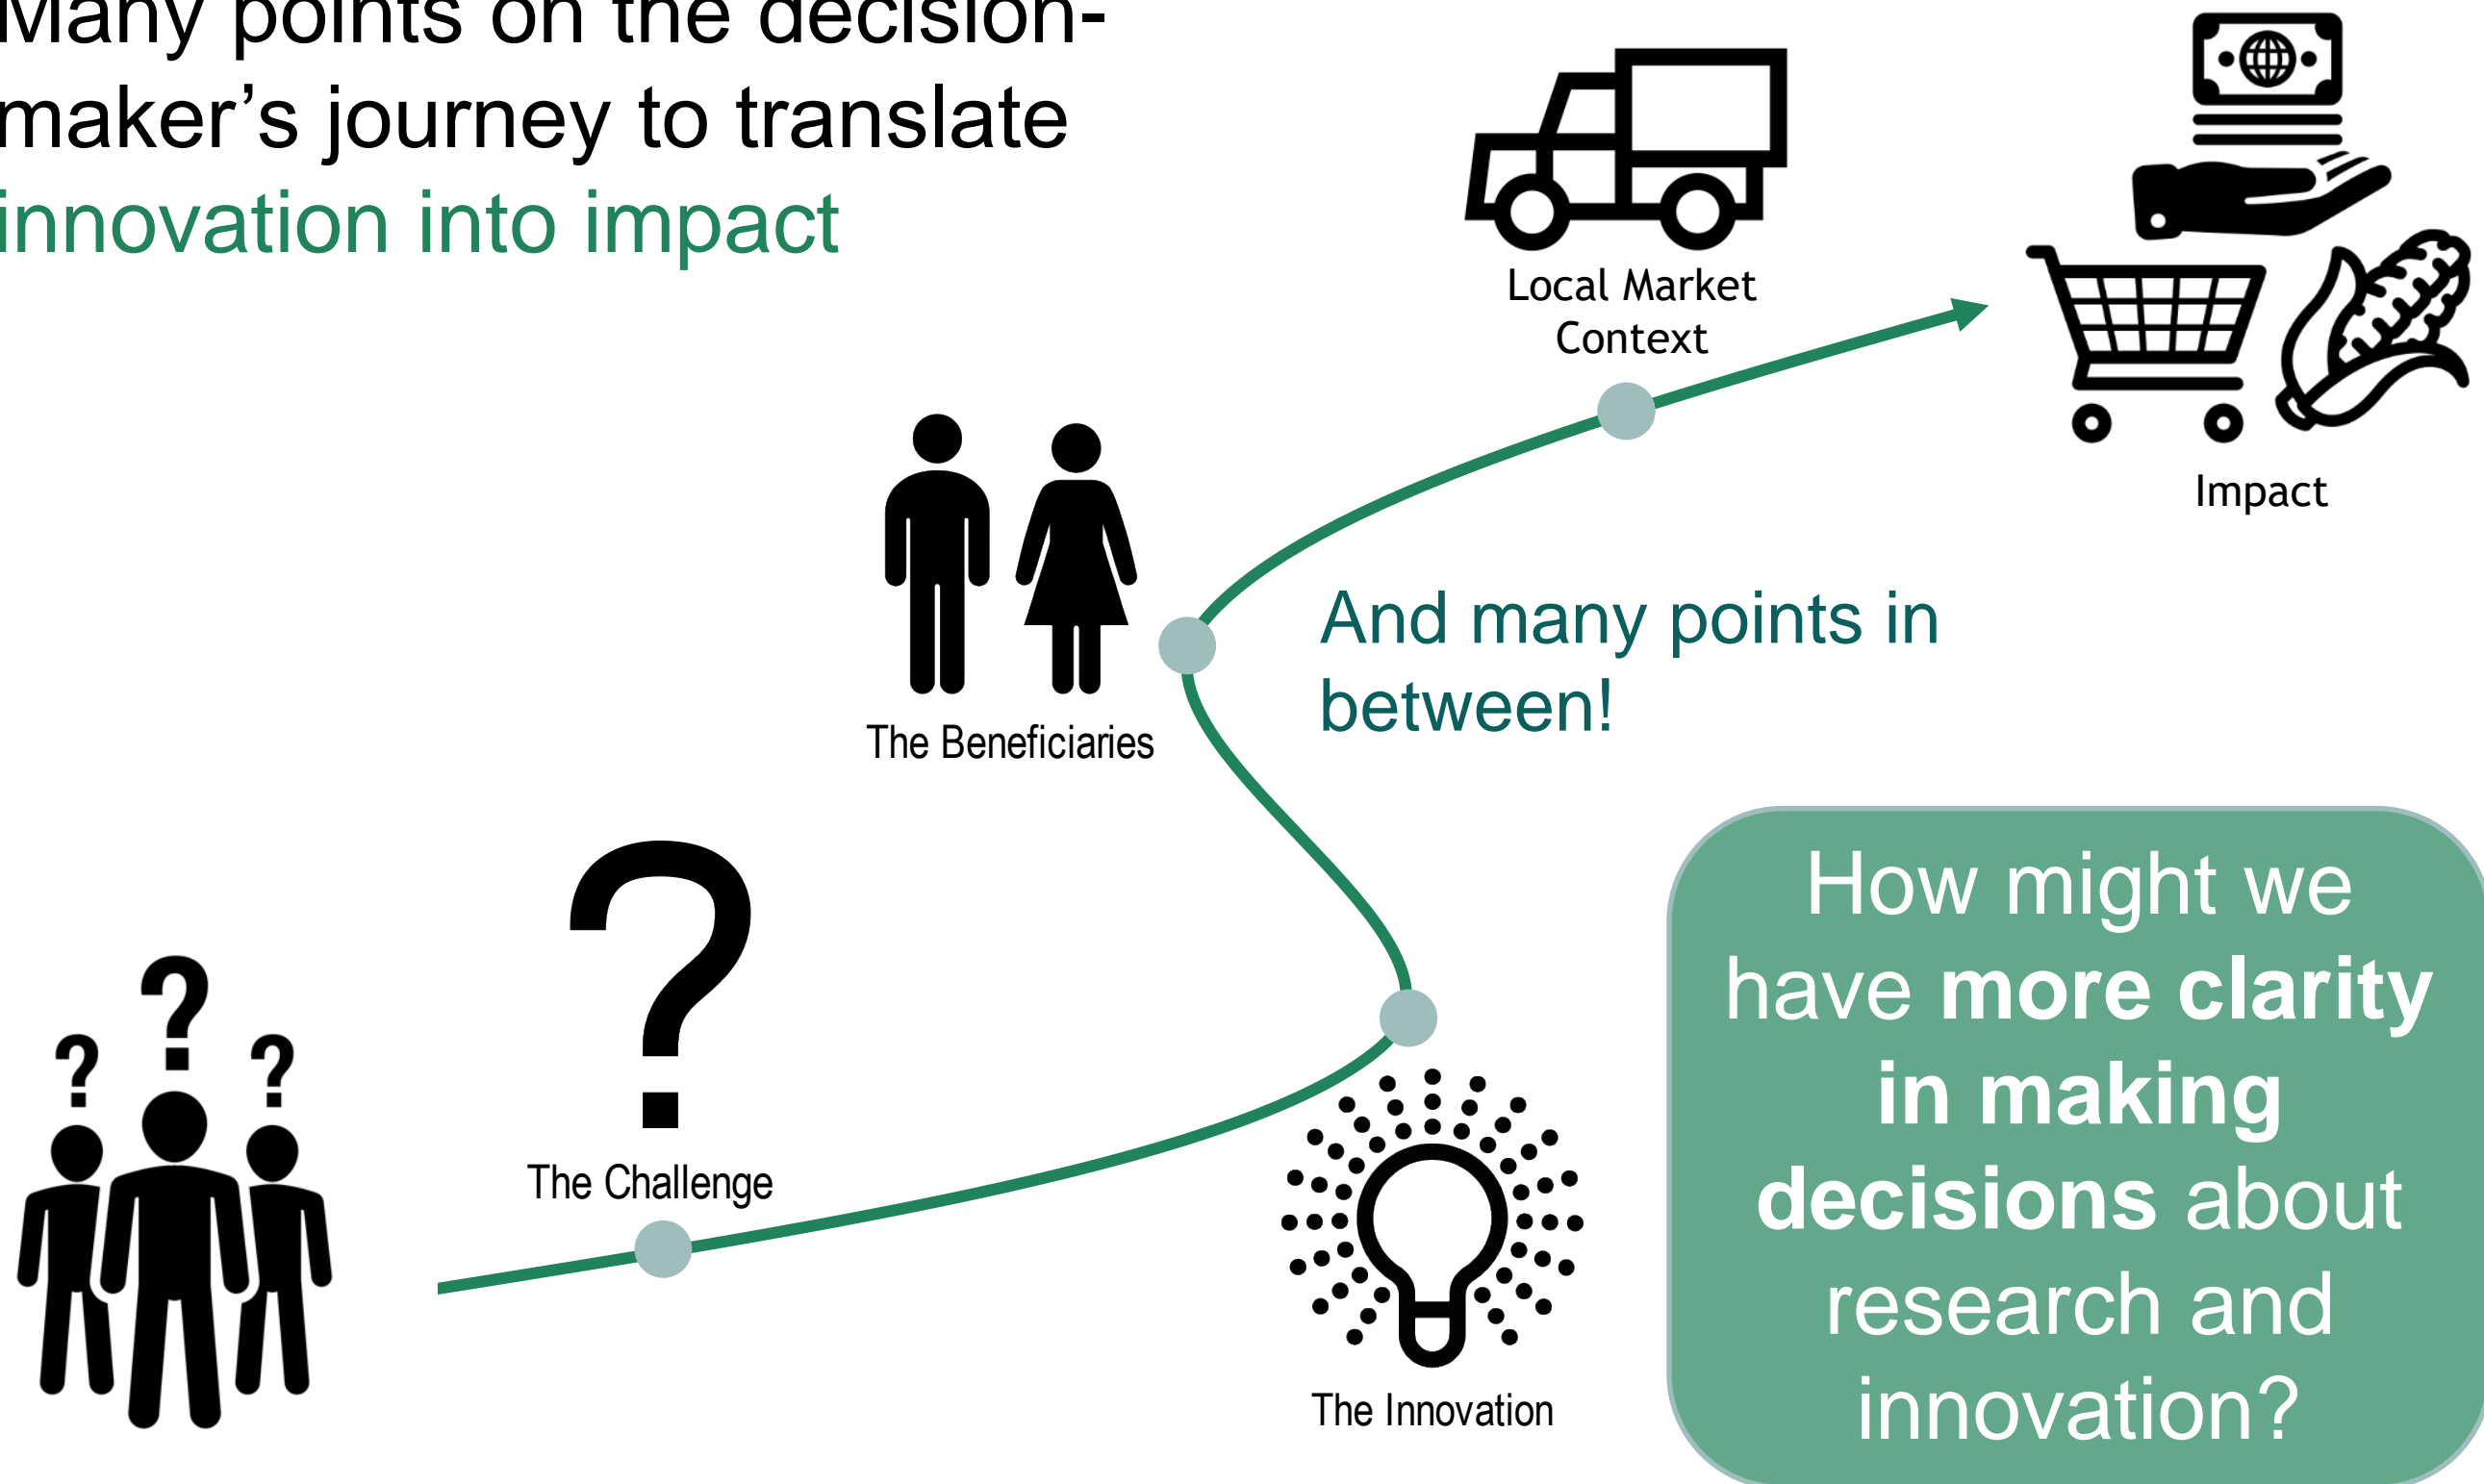 Many points on the decision-
maker's journey to translate
innovation into impact
Local Market
Context
Impact
The Beneficiaries
And many points in
between!
?
The Challenge
? ? ?
The Innovation
How might we
have more clarity
in making
decisions about
research and
innovation?